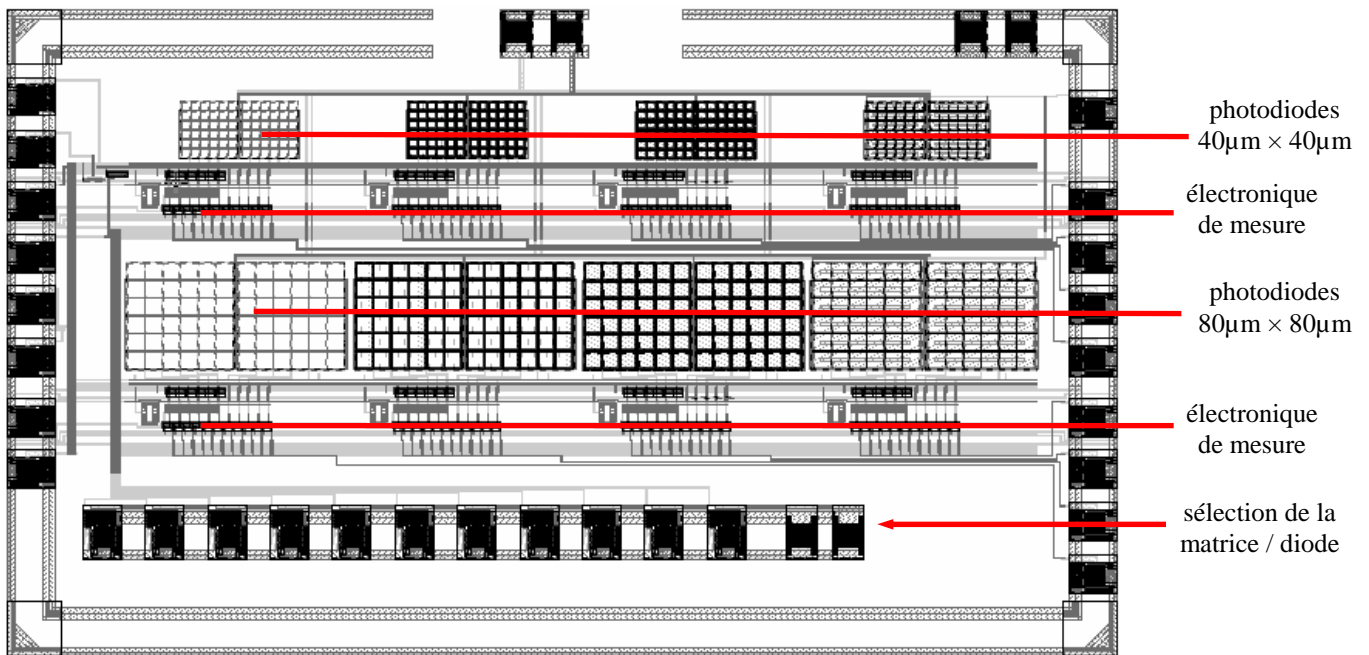 photodiodes
40µm × 40µm
électronique
de mesure
photodiodes
80µm × 80µm
électronique
de mesure
sélection de la
matrice / diode